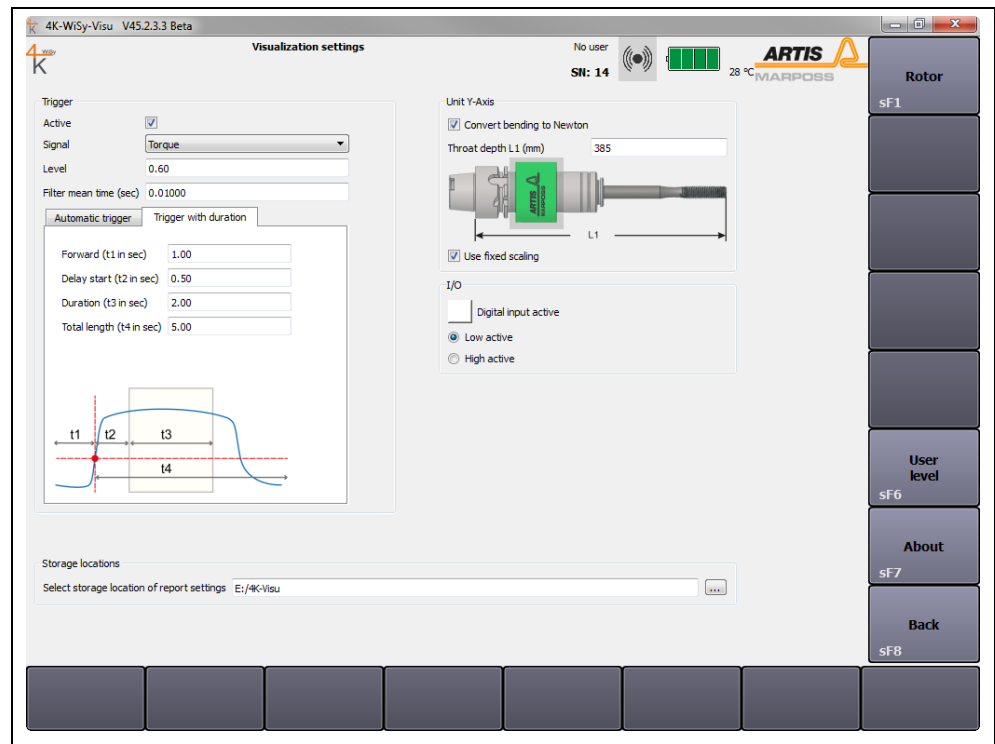 4K-WiSy-Visu V45.2.3.3 Beta
4 WiSy
K
Visualization settings
No user
SN: 14
28 °C
ARTIS
MARPOSS
Trigger
Active
Signal Torque
Level 0.60
Filter mean time (sec) 0.01000
Automatic trigger Trigger with duration
Forward (t1 in sec) 1.00
Delay start (t2 in sec) 0.50
Duration (t3 in sec) 2.00
Total length (t4 in sec) 5.00
t1 t2 t3
t4
Unit Y-Axis
Convert bending to Newton
Throat depth L1 (mm) 385
ARTIS
MARPOSS
L1
Use fixed scaling
I/O
Digital input active
Low active
High active
Storage locations
Select storage location of report settings E:/4K-Visu ...
Rotor
sF1
User
level
sF6
About
sF7
Back
sF8